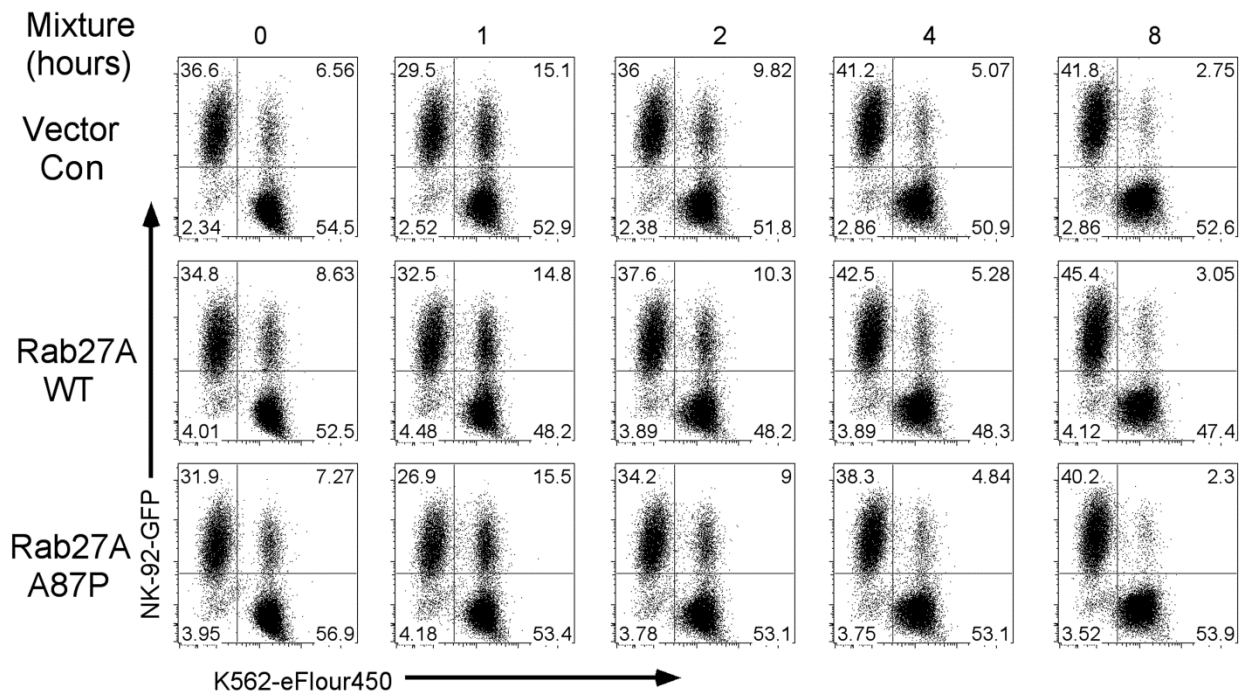 Mixture
(hours)
0 1 2 4 8
Vector
Con
36.6 6.56 29.5 15.1 36 9.82 41.2 5.07 41.8 2.75
2.34 54.5 2.52 52.9 2.38 51.8 2.86 50.9 2.86 52.6
Rab27A
WT
34.8 8.63 32.5 14.8 37.6 10.3 42.5 5.28 45.4 3.05
4.01 52.5 4.48 48.2 3.89 48.2 3.89 48.3 4.12 47.4
Rab27A
A87P
31.9 7.27 26.9 15.5 34.2 9 38.3 4.84 40.2 2.3
3.95 56.9 4.18 53.4 3.78 53.1 3.75 53.1 3.52 53.9
NK-92-GFP
K562-eFlour450